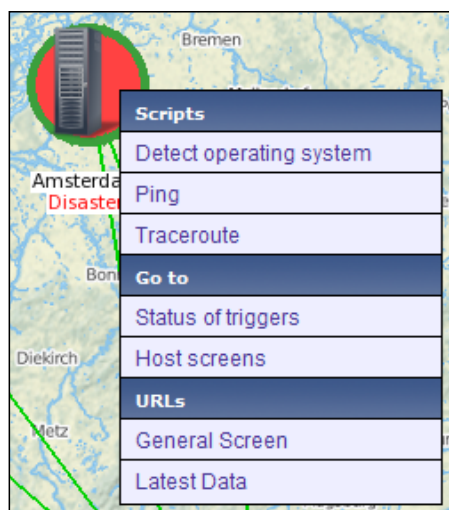 Bremen
Scripts
Detect operating system
Amsterda
Ping
Disaster
Traceroute
Bon
Go to
Status of triggers
Diekirch
Host screens
URLs
Metz
General Screen
Latest Data